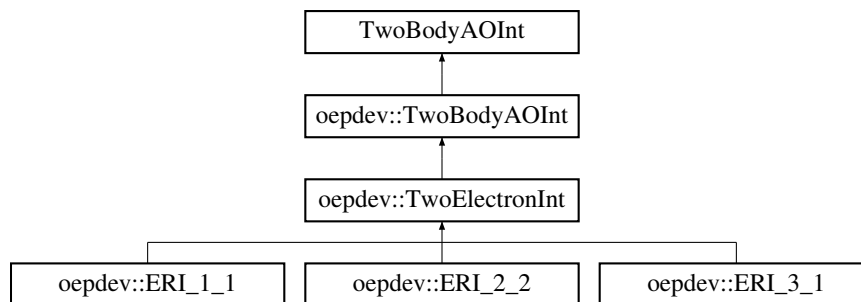 TwoBodyAOInt
oepdev::TwoBodyAOInt
oepdev::TwoElectronInt
oepdev::ERI_1_1 oepdev::ERI_2_2 oepdev::ERI_3_1